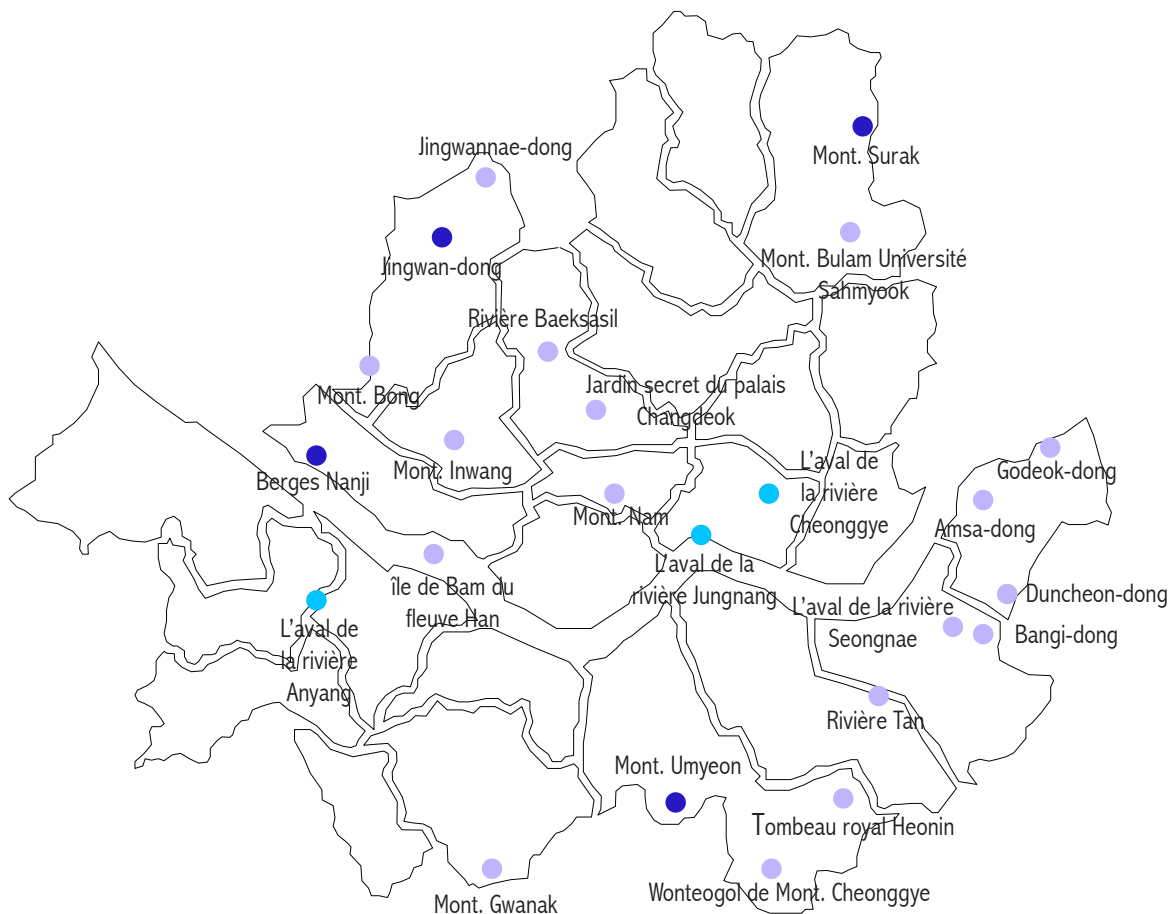 Jingwannae-dong
Mont. Surak
Jingwan-dong
Mont. Bulam Université
Sahmyook
Rivière Baeksasil
Mont. Bong
Jardin secret du palais
Changdeok
Berges Nanji
Mont. Inwang
Mont. Nam
L'aval de
la rivière
Cheonggye
Godeok-dong
Amsa-dong
L'aval de la
rivière Jungnang
île de Bam du
fleuve Han
L'aval de la rivière
Seongnae
Duncheon-dong
Bangi-dong
L'aval de
la rivière
Anyang
Rivière Tan
Mont. Umyeon
Tombeau royal Heonin
Mont. Gwanak
Wonteogol de Mont. Cheonggye